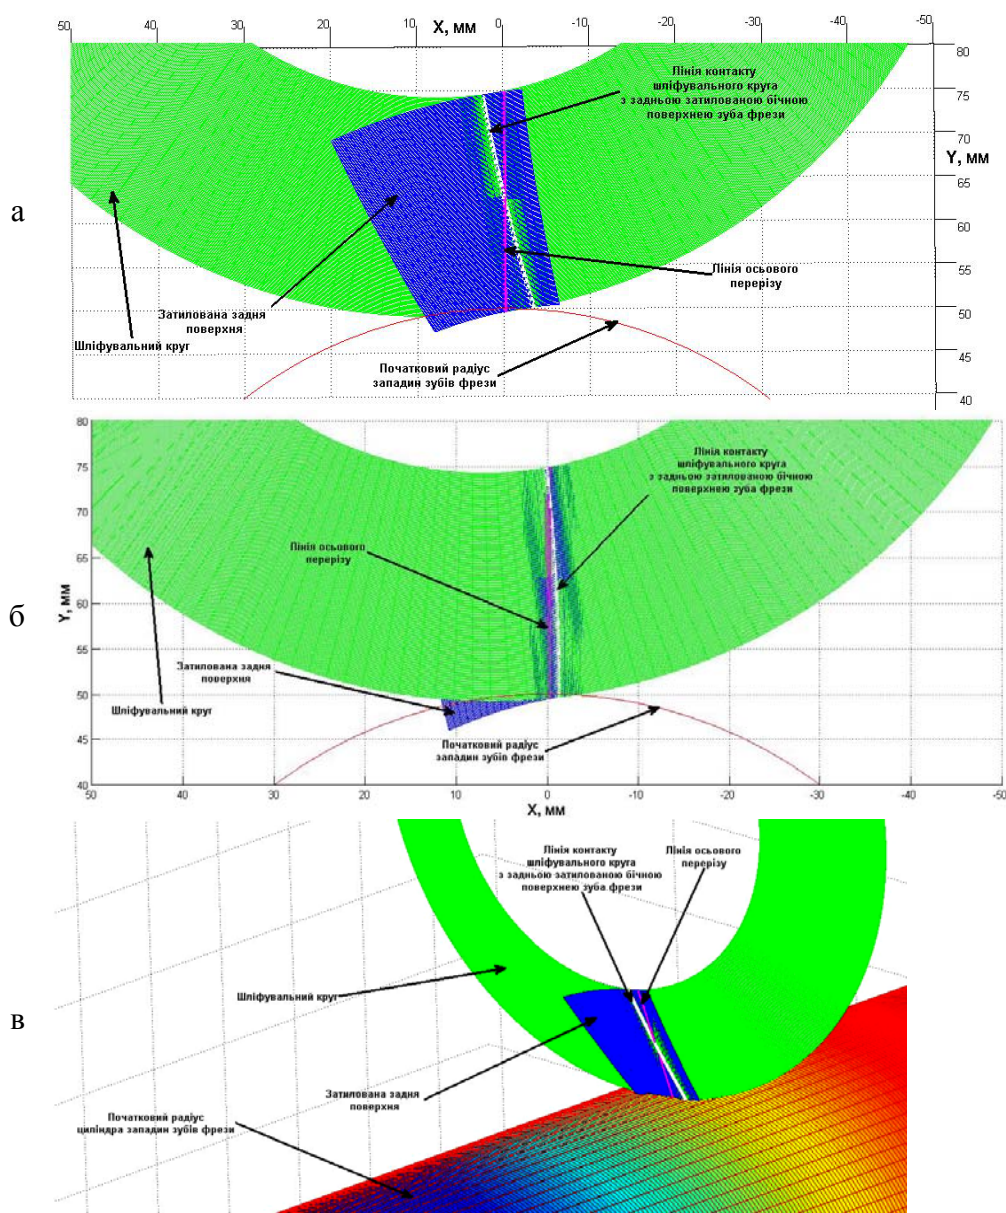 50 40 30 20 10 0 -10 -20 -30 -40 -50
X, мм
80
75
70
Y, мм
65
60
55
50
45
40
Лінія контакту
шліфувального круга
з задньою затилованою бічною
поверхнею зуба фрези
а
Лінія осьового
перерізу
Затилована задня
поверхня
Шліфувальний круг
Початковий радіус
западин зубів фрези
80
75
70
65
60
55
50
45
40
Y, мм
Лінія контакту
шліфувального круга
з задньою затилованою бічною
поверхнею зуба фрези
Лінія осьового
перерізу
б
Затилована задня
поверхня
Шліфувальний круг
Початковий радіус
западин зубів фрези
50 40 30 20 10 0 -10 -20 -30 -40 -50
X, мм
Лінія контакту
шліфувального круга
з задньою затилованою бічною
поверхнею зуба фрези
Лінія осьового
перерізу
Шліфувальний круг
в
Затилована задня
поверхня
Початковий радіус
циліндра западин зубів фрези